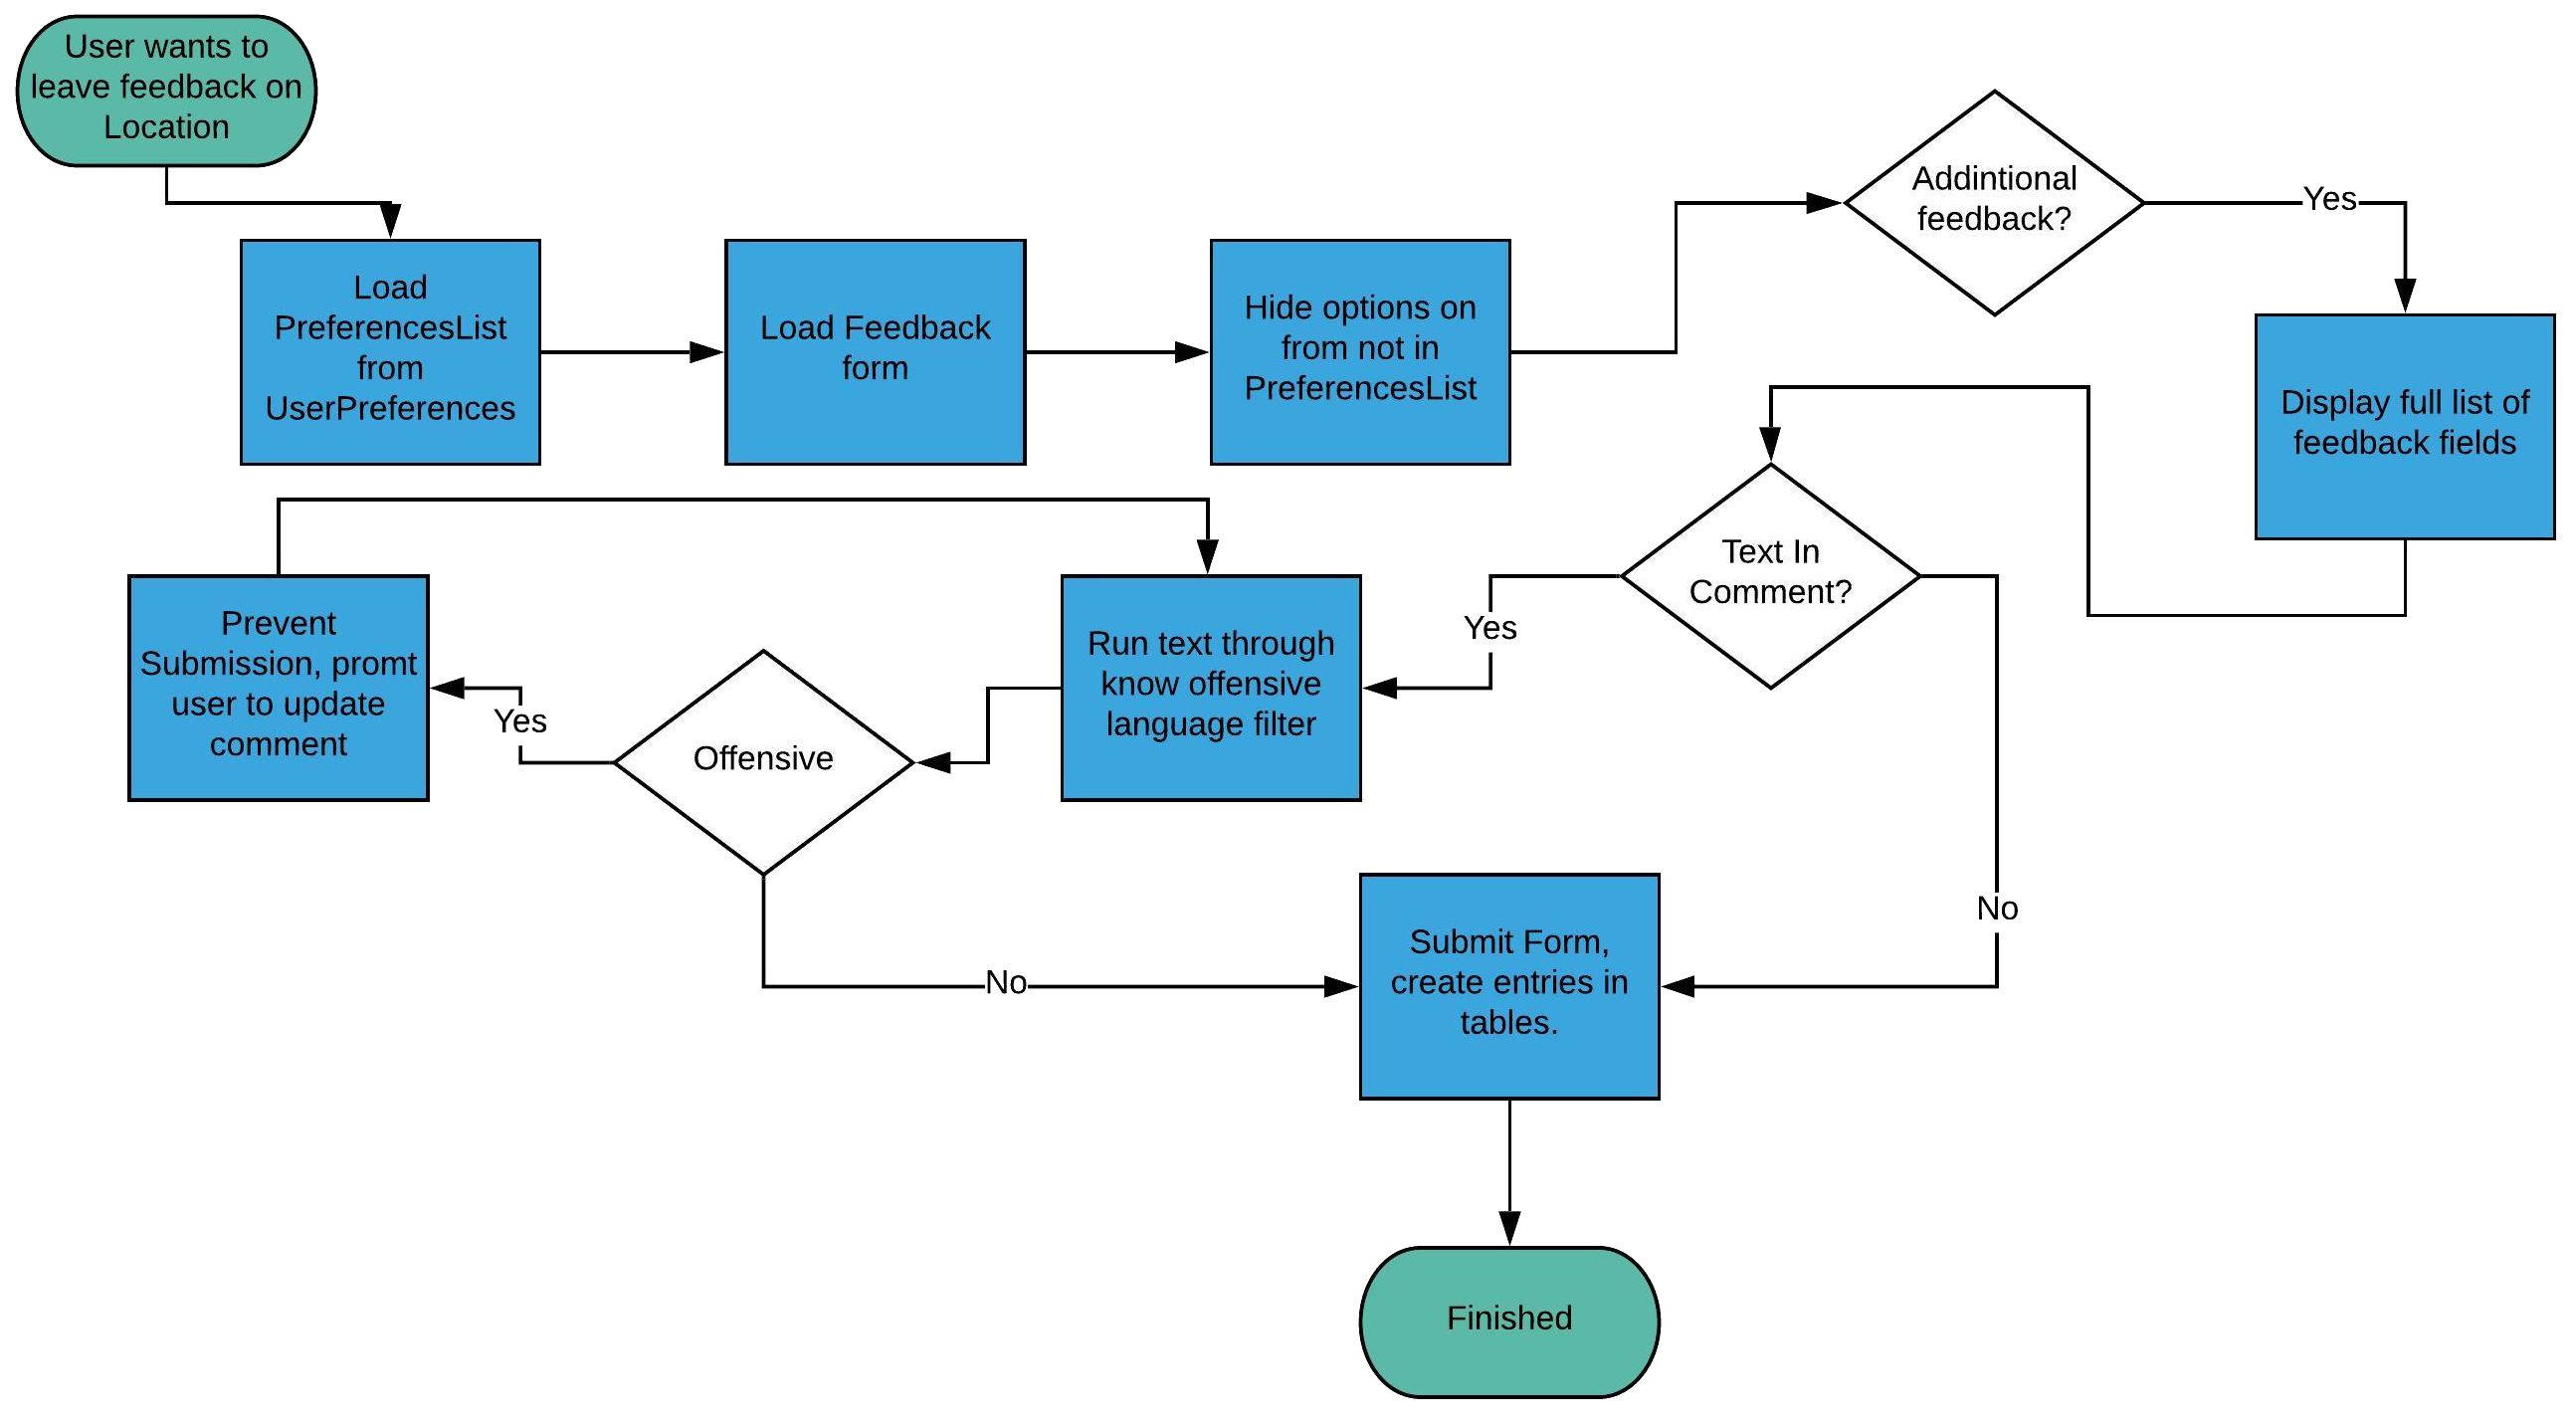 User wants to
leave feedback on
Location
Load
PreferencesList
from
UserPreferences
Load Feedback
form
Hide options on
from not in
PreferencesList
Addintional
feedback?
Yes
Display full list of
feedback fields
Text In
Comment?
Yes
No
Run text through
know offensive
language filter
Offensive
Yes
No
Prevent
Submission, promt
user to update
comment
Submit Form,
create entries in
tables.
Finished